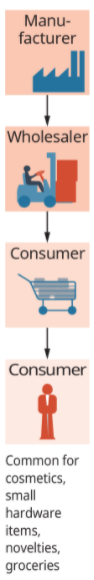 Manu-
facturer
Wholesaler
Consumer
Consumer
Common for
cosmetics,
small
hardware
items,
novelties,
groceries